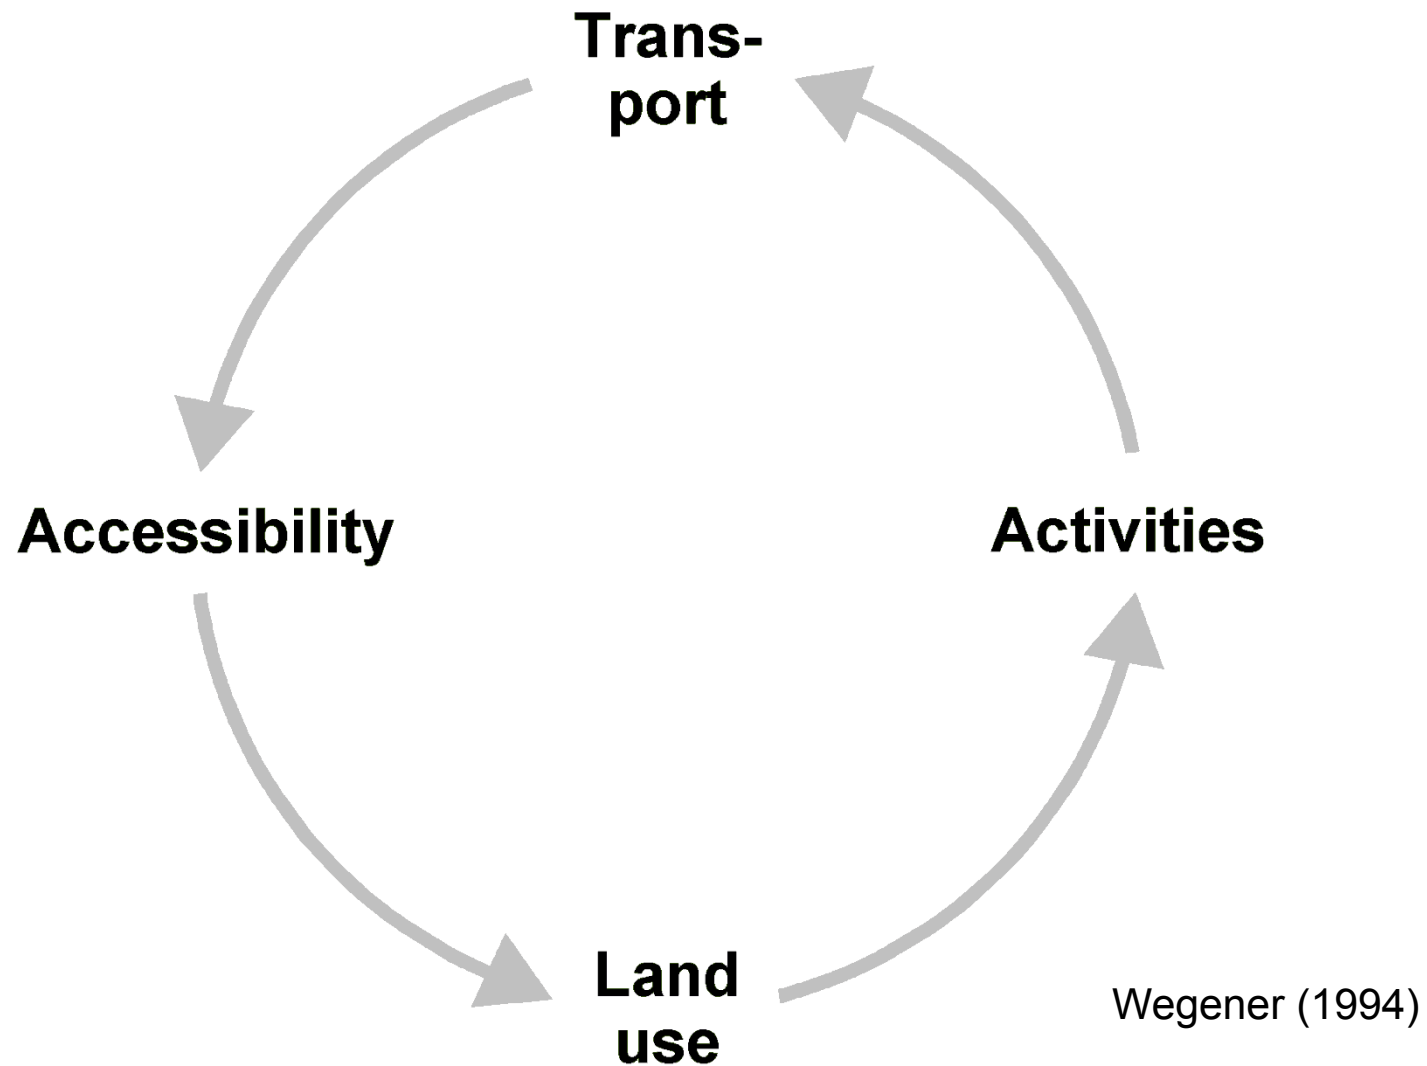 Trans-
port
Accessibility
Activities
Land
use
Wegener (1994)